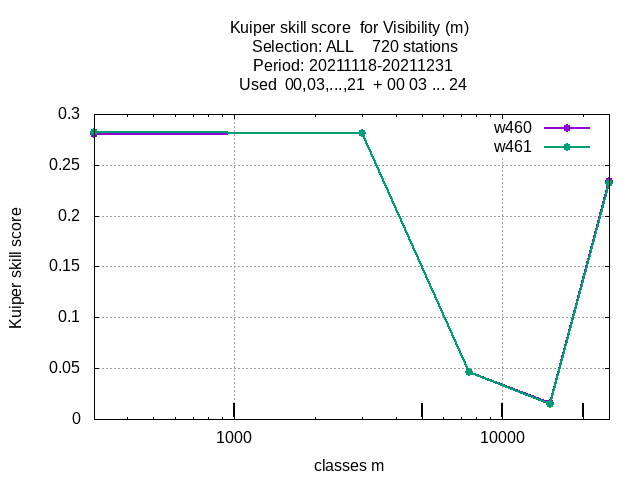 Kuiper skill score  for Visibility (m)
Selection: ALL    720 stations
Period: 20211118-20211231
Used  00,03,...,21  + 00 03 ... 24
w460
w461
0.3
0.25
0.2
0.15
0.1
0.05
0
Kuiper skill score
1000
10000
classes m